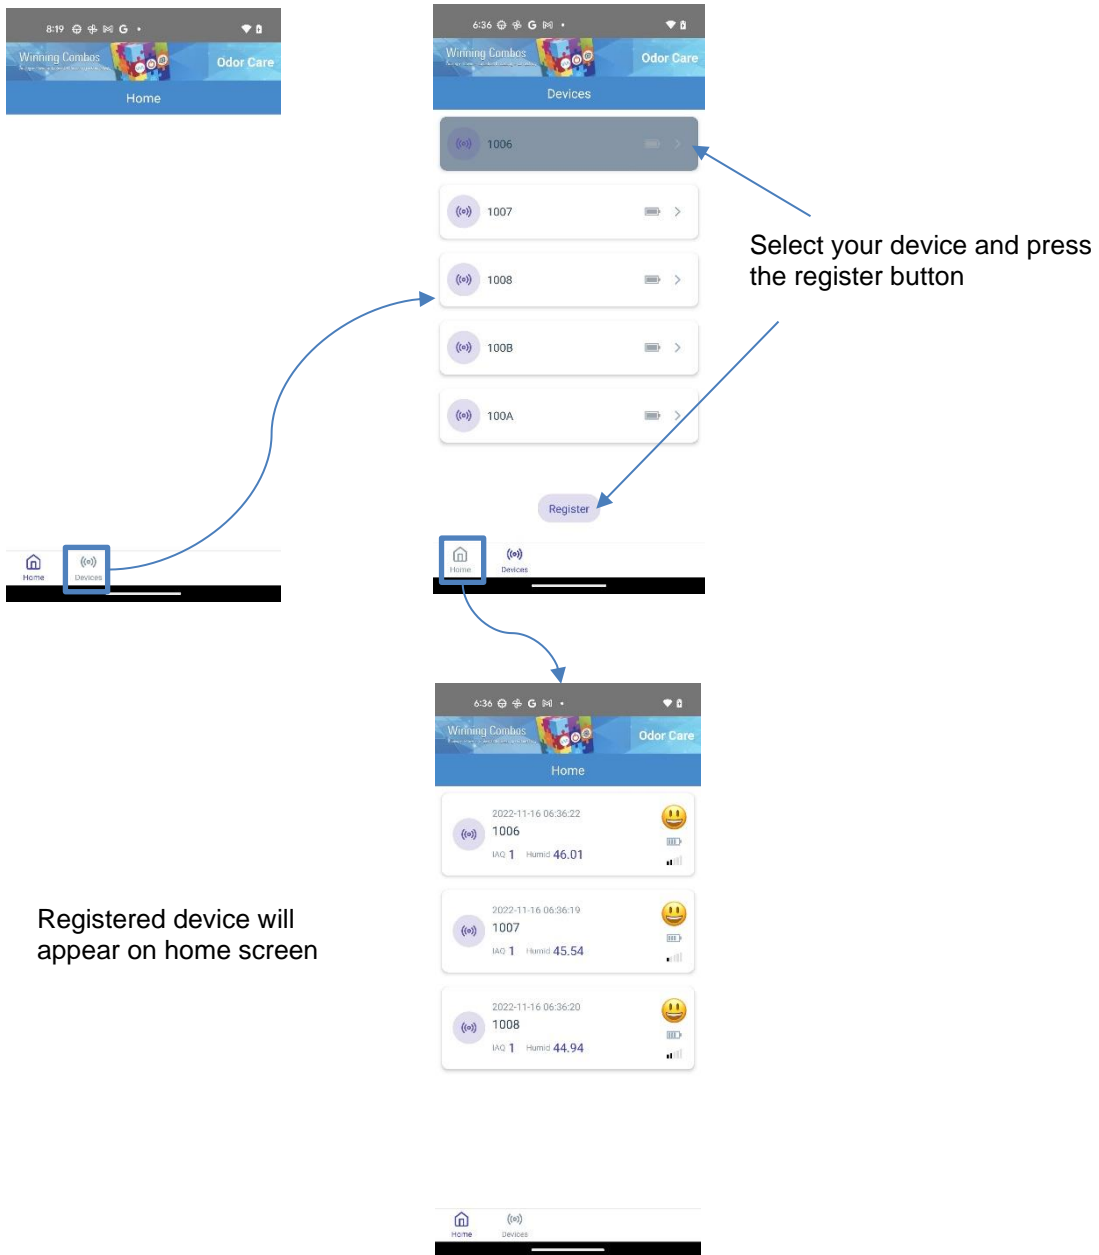 8:19
Winning Combos
Odor Care
Home
Home
Devices
6:36
Winning Combos
Odor Care
Devices
1006
1007
1008
100B
100A
Register
Home
Devices
Select your device and press
the register button
6:36
Winning Combos
Odor Care
Home
2022-11-16 06:36:22
1006
IAQ 1 Humid 46.01
2022-11-16 06:36:19
1007
IAQ 1 Humid 45.54
2022-11-16 06:36:20
1008
IAQ 1 Humid 44.94
Home
Devices
Registered device will
appear on home screen